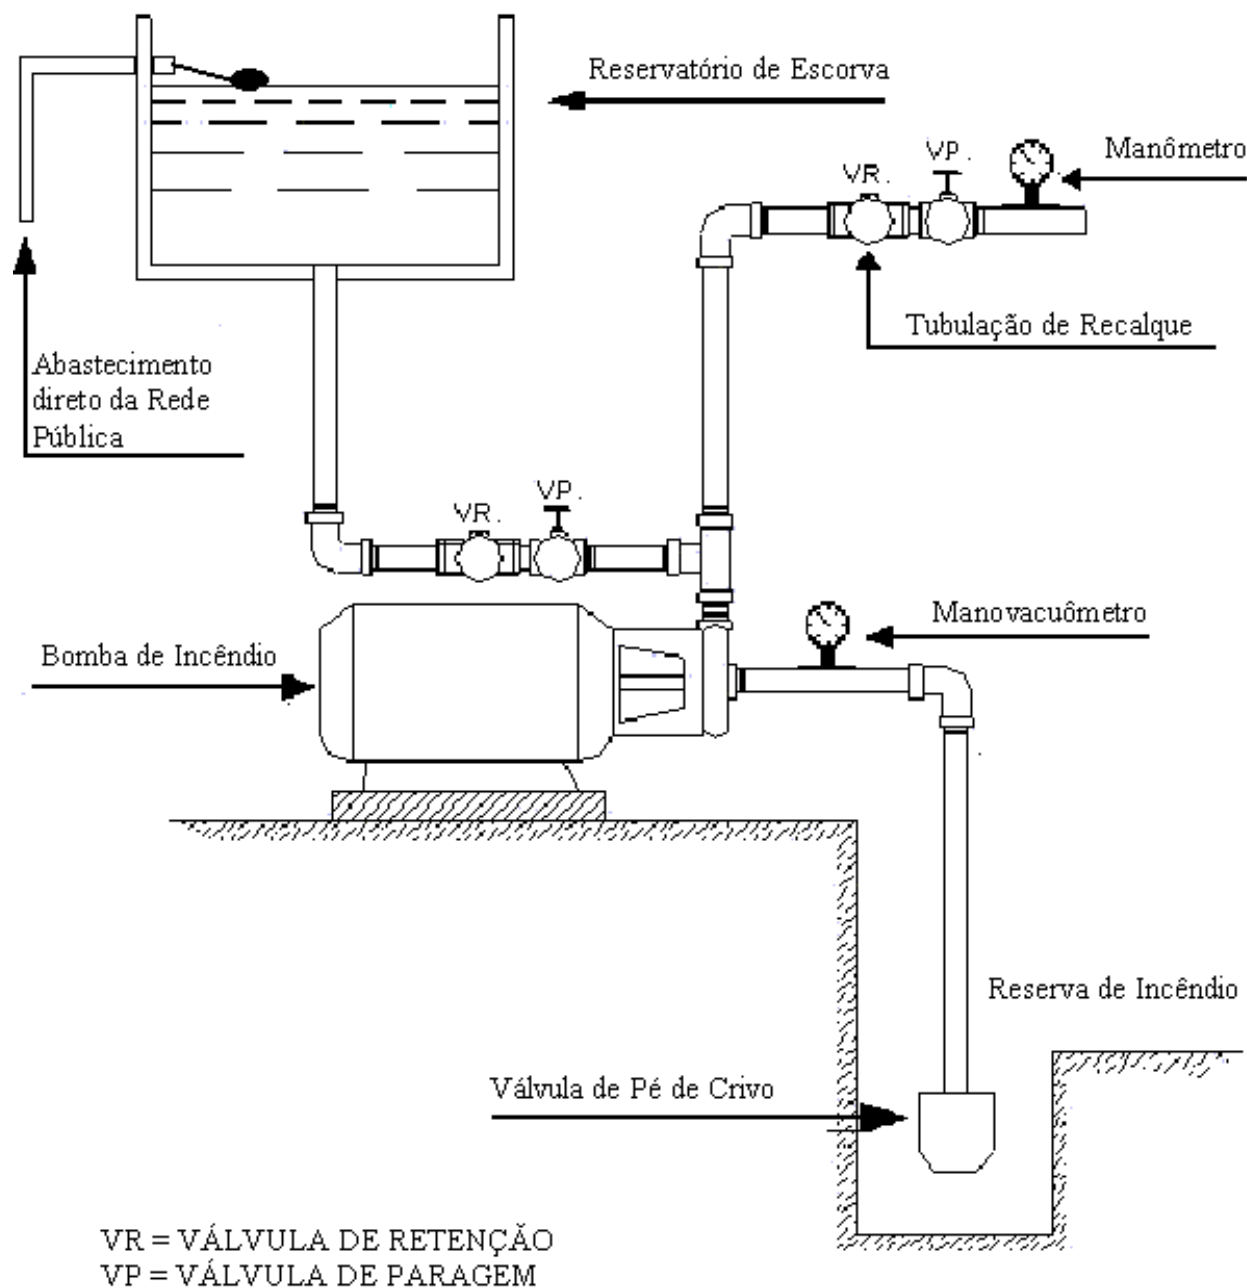 Reservatório de Escorva
VP.
Manômetro
VR.
Tubulação de Recalque
Abastecimento
direto da Rede
Pública
VP.
VR.
Manovacuômetro
Bomba de Incêndio
Reserva de Incêndio
Válvula de Pé de Crivo
VR = VÁLVULA DE RETENÇÃO
VP = VÁLVULA DE PARAGEM